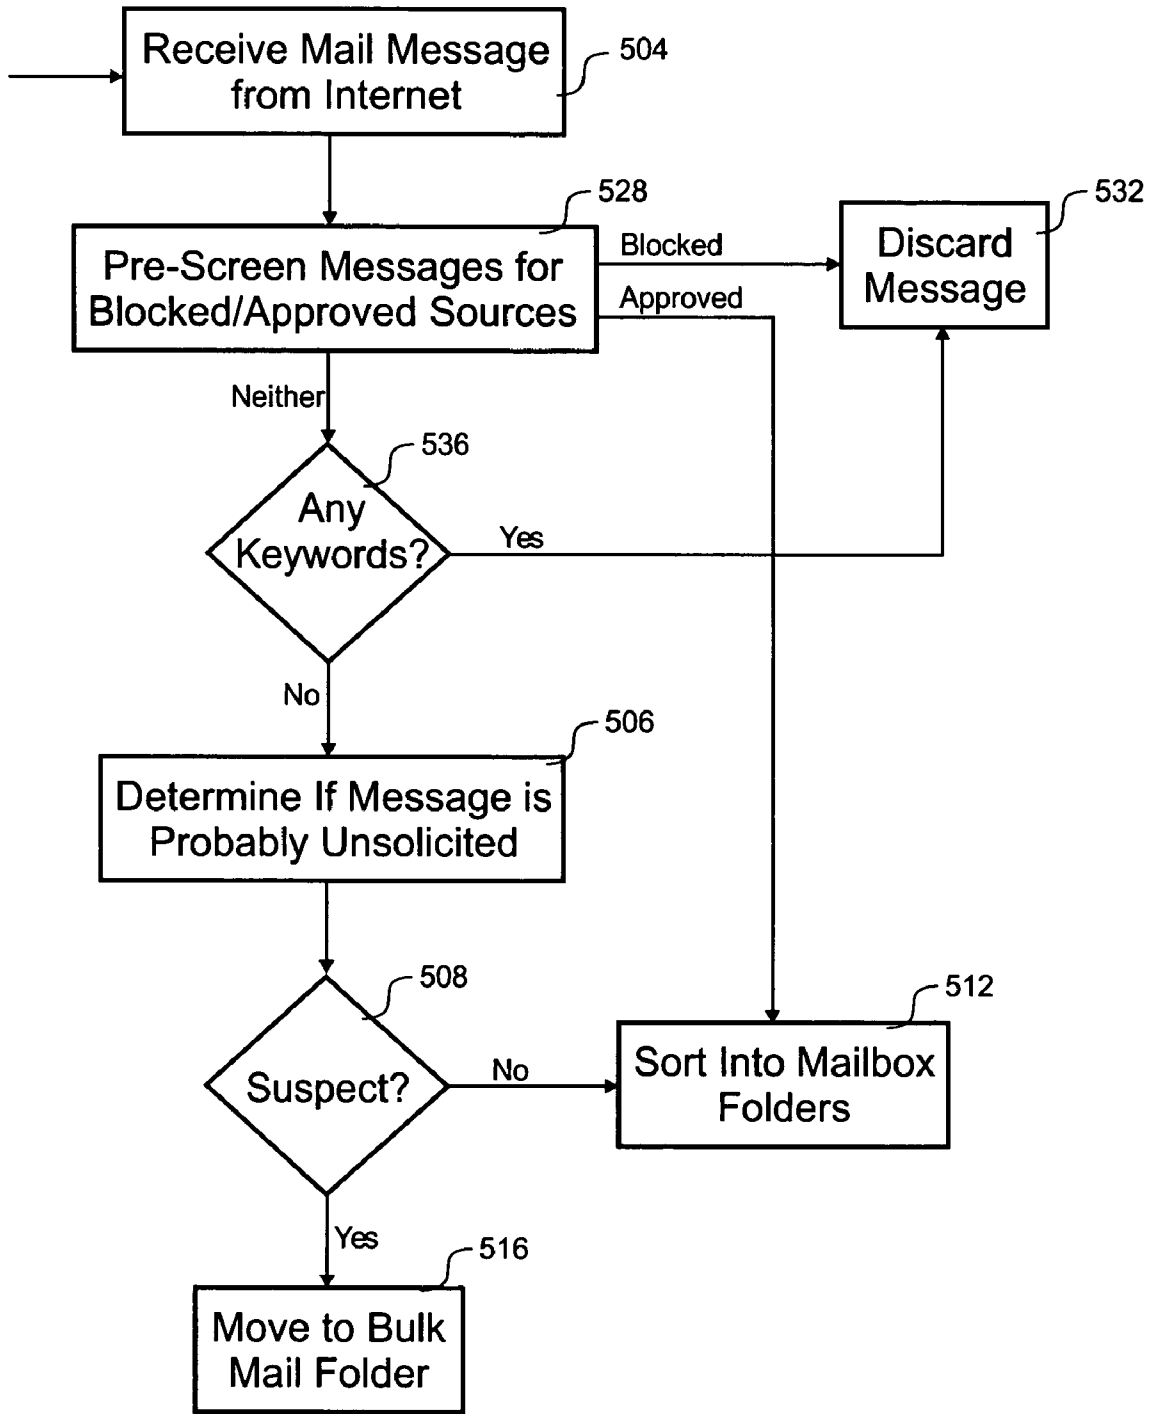 Receive Mail Message
from Internet
504
528
532
Pre-Screen Messages for
Blocked/Approved Sources
Blocked
Approved
Discard
Message
Neither
536
Any
Keywords?
Yes
No
506
Determine If Message is
Probably Unsolicited
508
Suspect?
No
512
Sort Into Mailbox
Folders
Yes
516
Move to Bulk
Mail Folder